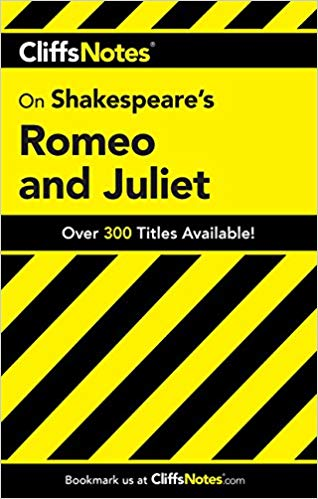 CliffsNotes®
On Shakespeare's
Romeo
and Juliet
Over 300 Titles Available!
Bookmark us at CliffsNotes.com